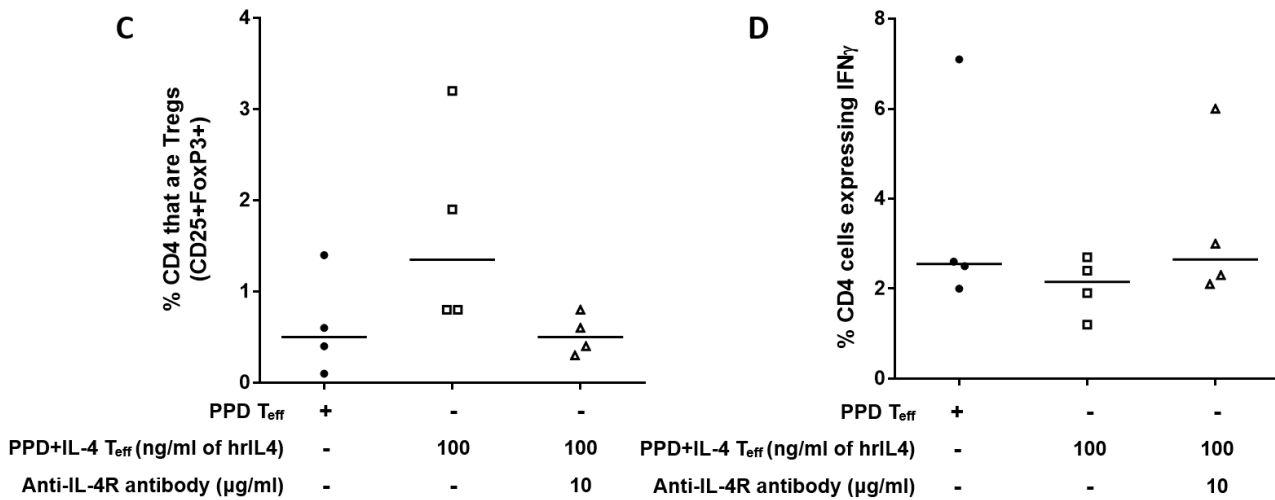 C
% CD4 that are Tregs
(CD25+FoxP3+)
4
3
2
1
0
PPD Teff + - -
PPD+IL-4 Teff (ng/ml of hrIL4) - 100 100
Anti-IL-4R antibody (µg/ml) - - 10
D
% CD4 cells expressing IFNγ
8
6
4
2
0
PPD Teff + - -
PPD+IL-4 Teff (ng/ml of hrIL4) - 100 100
Anti-IL-4R antibody (µg/ml) - - 10